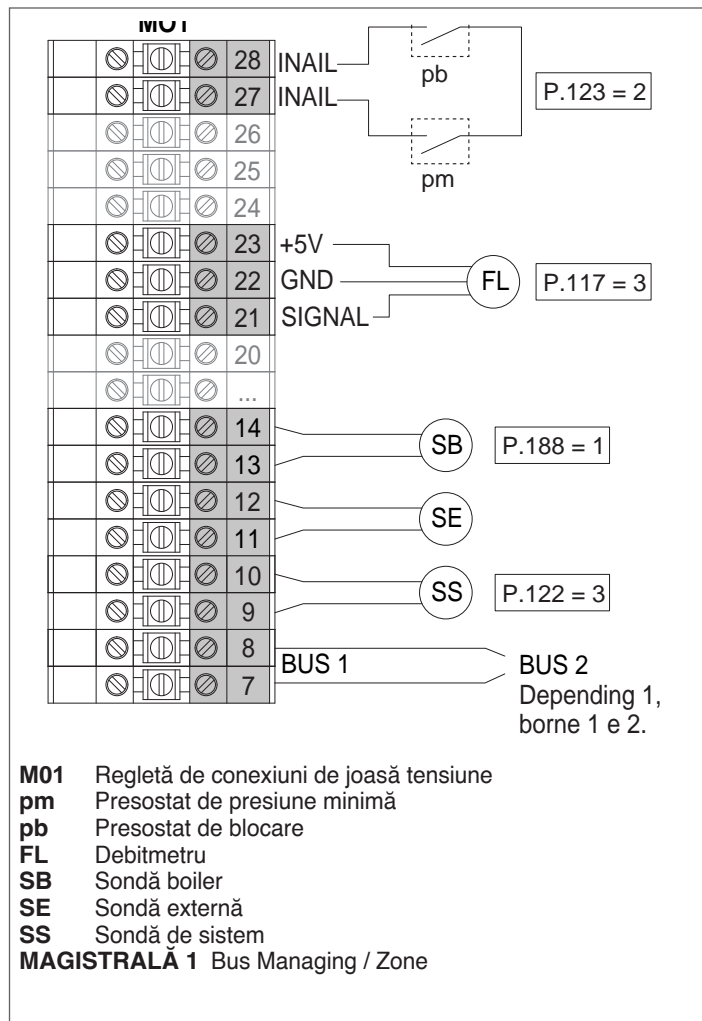 M01
28 INAIL
pb
27 INAIL
P.123 = 2
26
25
pm
24
23 +5V
22 GND
FL
P.117 = 3
21 SIGNAL
20
...
14
SB
P.188 = 1
13
12
SE
11
10
SS
P.122 = 3
9
8
BUS 1
BUS 2
7
Depending 1,
borne 1 e 2.
M01 Regletă de conexiuni de joasă tensiune
pm Presostat de presiune minimă
pb Presostat de blocare
FL Debitmetru
SB Sondă boiler
SE Sondă externă
SS Sondă de sistem
MAGISTRALĂ 1 Bus Managing / Zone